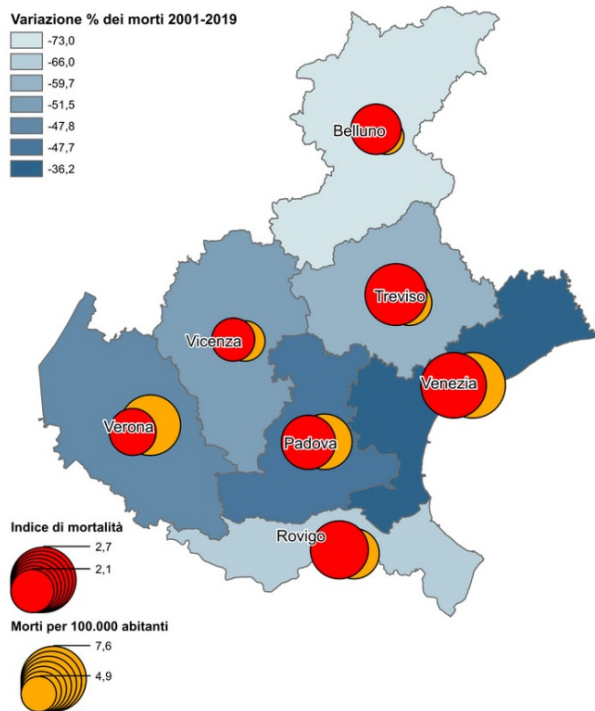 Variazione % dei morti 2001-2019
-73,0
-66,0
-59,7
-51,5
-47,8
-47,7
-36,2
Belluno
Treviso
Vicenza
Venezia
Verona
Padova
Rovigo
Indice di mortalità
2,7
2,1
Morti per 100.000 abitanti
7,6
4,9